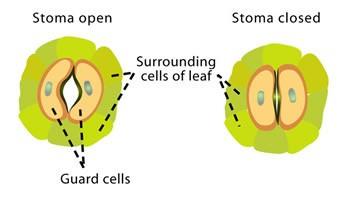 Stoma open
Stoma closed
Surrounding
cells of leaf
Guard cells